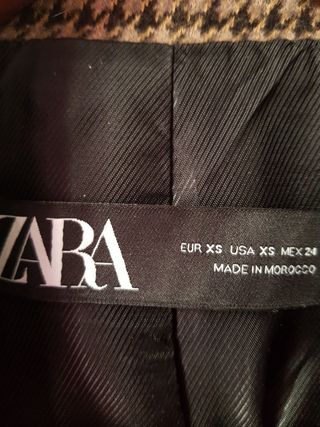 ZARA
EUR XS USA XS MEX 24
MADE IN MOROCCO